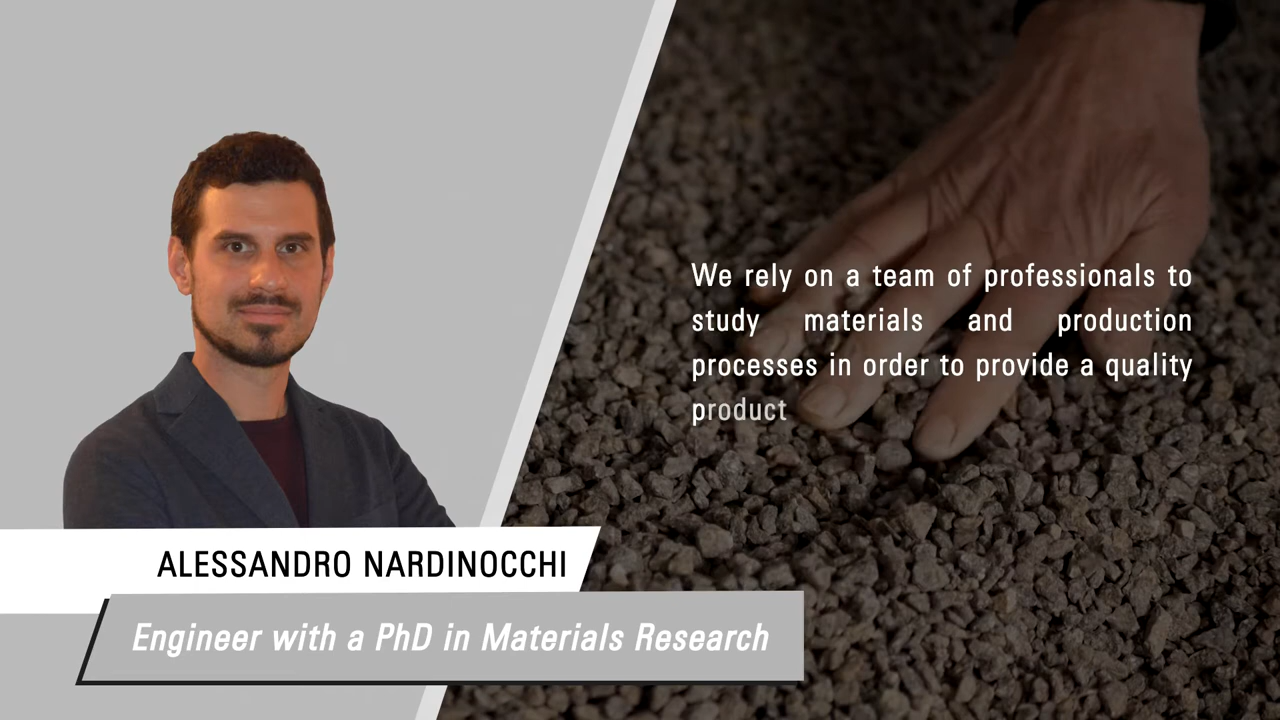 We rely on a team of professionals to
study materials and production
processes in order to provide a quality
product
ALESSANDRO NARDINOCCHI
Engineer with a PhD in Materials Research